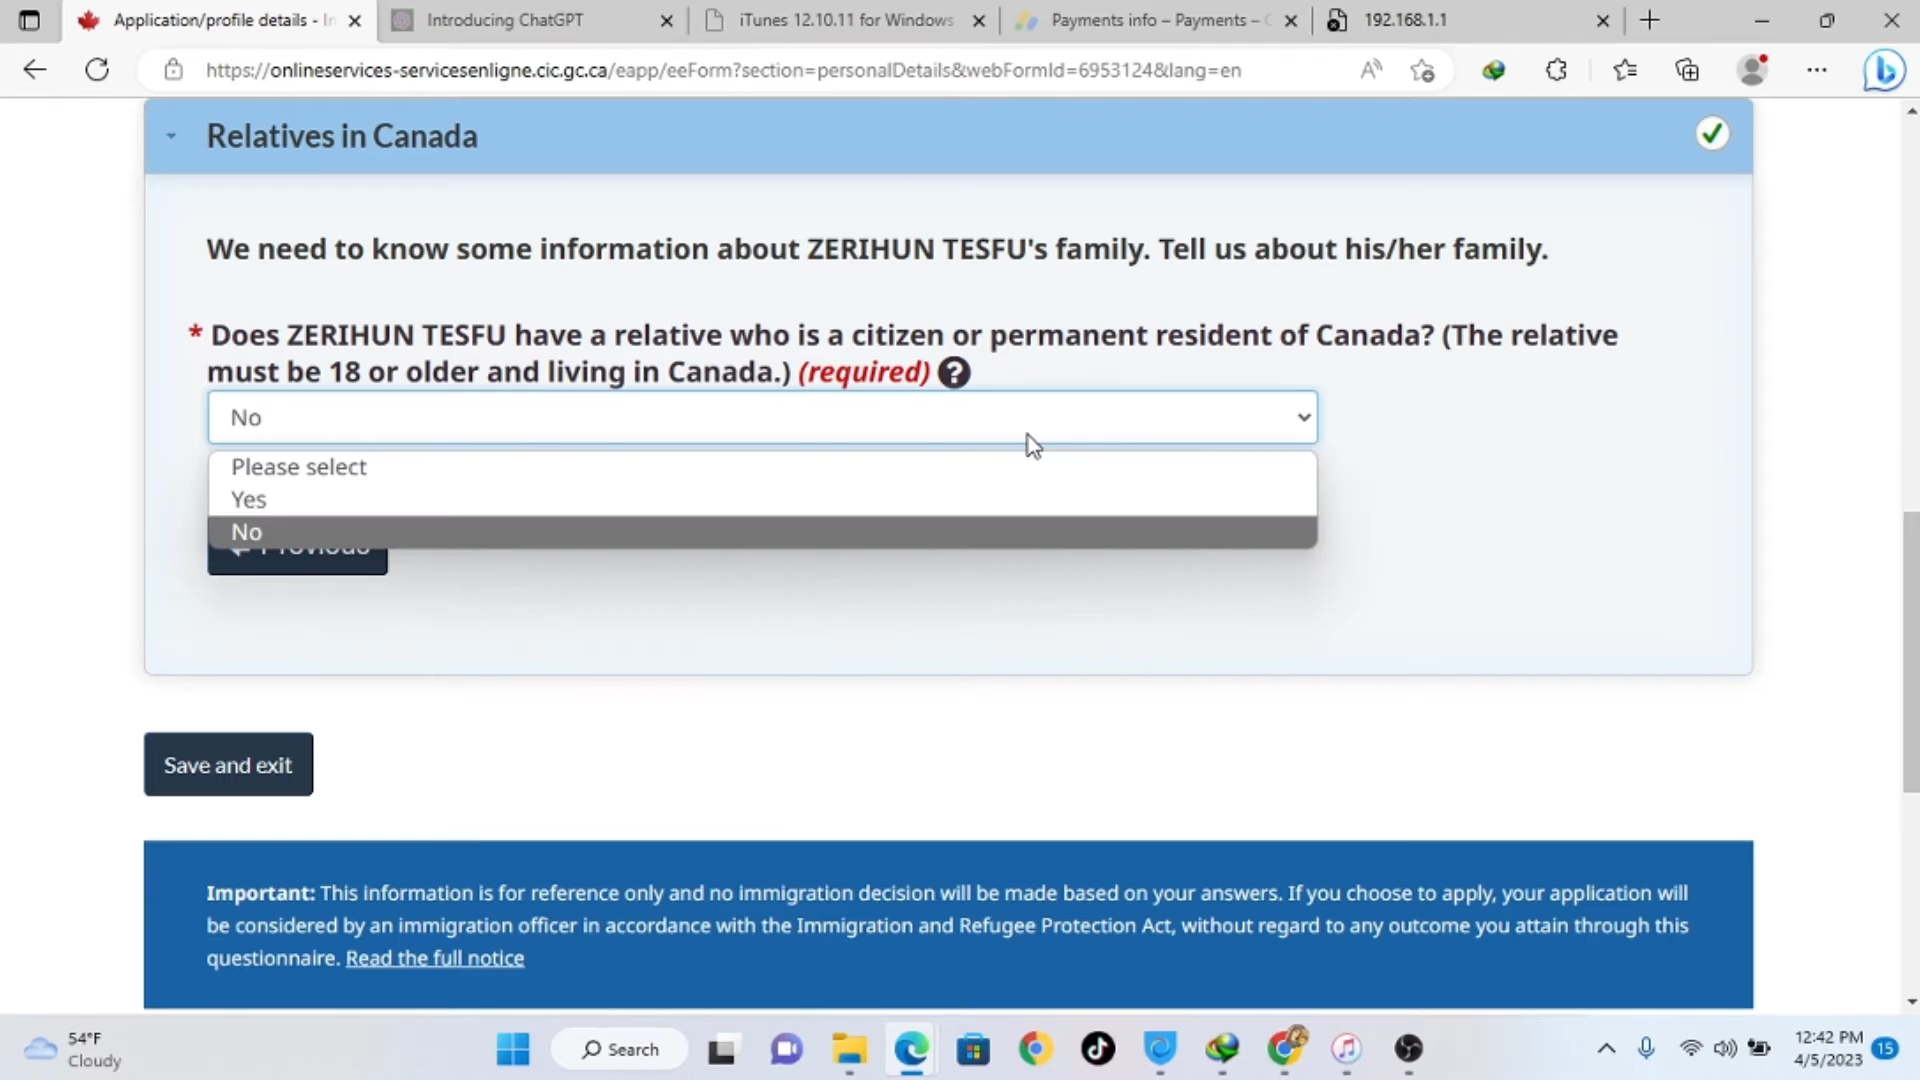 Application/profile details - In
Introducing ChatGPT
iTunes 12.10.11 for Windows
Payments info – Payments –
192.168.1.1
https://onlineservices-servicesenligne.cic.gc.ca/eapp/eeForm?section=personalDetails&webFormId=6953124&lang=en
Relatives in Canada
We need to know some information about ZERIHUN TESFU's family. Tell us about his/her family.
* Does ZERIHUN TESFU have a relative who is a citizen or permanent resident of Canada? (The relative
must be 18 or older and living in Canada.) (required) ?
No
Please select
Yes
No
Previous
Save and exit
Important: This information is for reference only and no immigration decision will be made based on your answers. If you choose to apply, your application will
be considered by an immigration officer in accordance with the Immigration and Refugee Protection Act, without regard to any outcome you attain through this
questionnaire. Read the full notice
54°F
Cloudy
Search
12:42 PM
4/5/2023
15